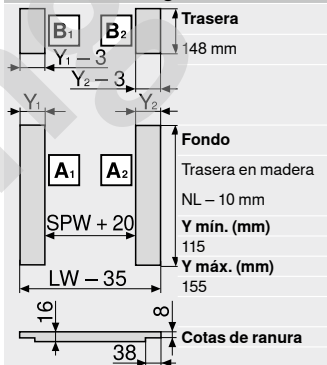 B1
B2
Trasera
148 mm
Y1 – 3
Y2 – 3
Y1
Y2
Fondo
A1
A2
Trasera en madera
NL – 10 mm
SPW + 20
Y mín. (mm)
115
Y máx. (mm)
155
LW – 35
16
8
Cotas de ranura
38